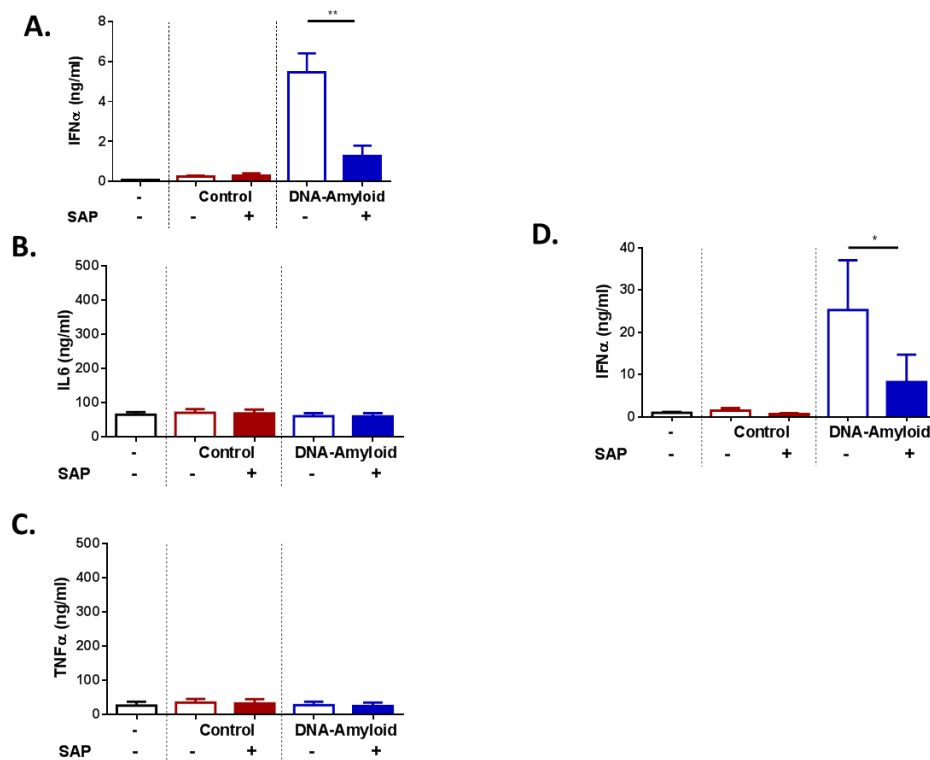 A.
**
8
6
4
2
0
IFNα (ng/ml)
- Control DNA-Amyloid
SAP - - + - +
B.
500
400
300
200
100
0
IL6 (ng/ml)
- Control DNA-Amyloid
SAP - - + - +
C.
500
400
300
200
100
0
TNFα (ng/ml)
- Control DNA-Amyloid
SAP - - + - +
D.
*
40
30
20
10
0
IFNα (ng/ml)
- Control DNA-Amyloid
SAP - - + - +